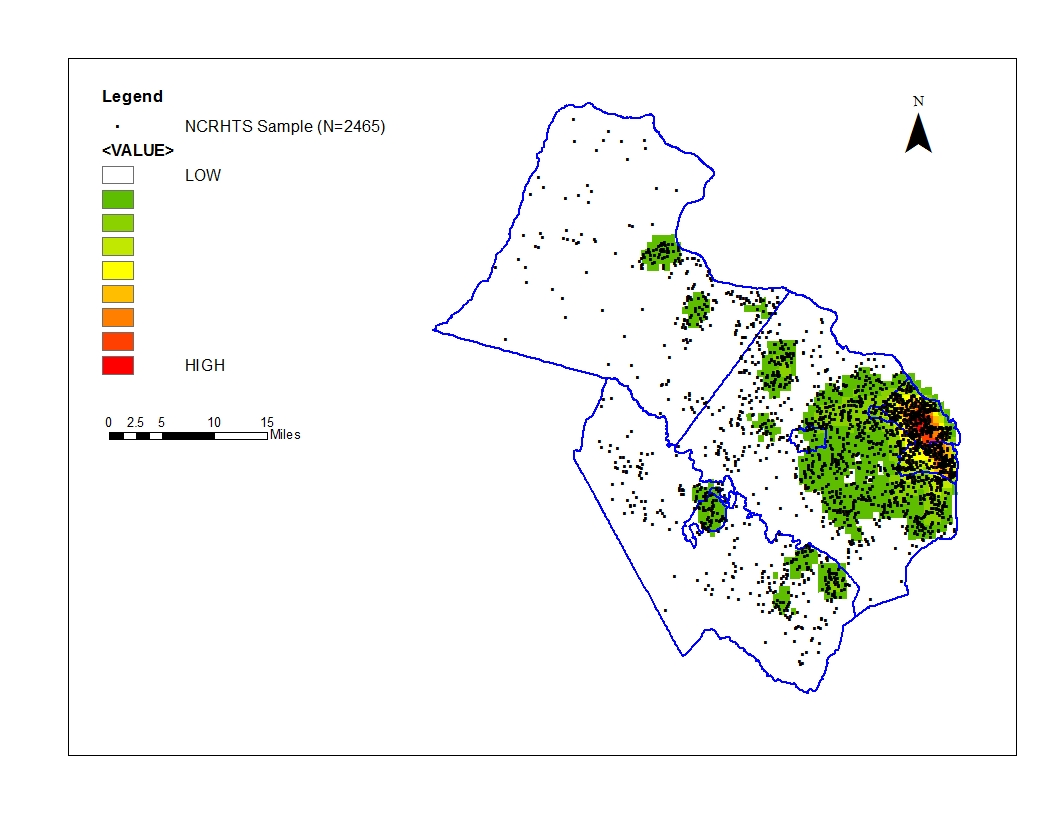 Legend
N
NCRHTS Sample (N=2465)
<VALUE>
LOW
HIGH
0 2.5 5 10 15
Miles